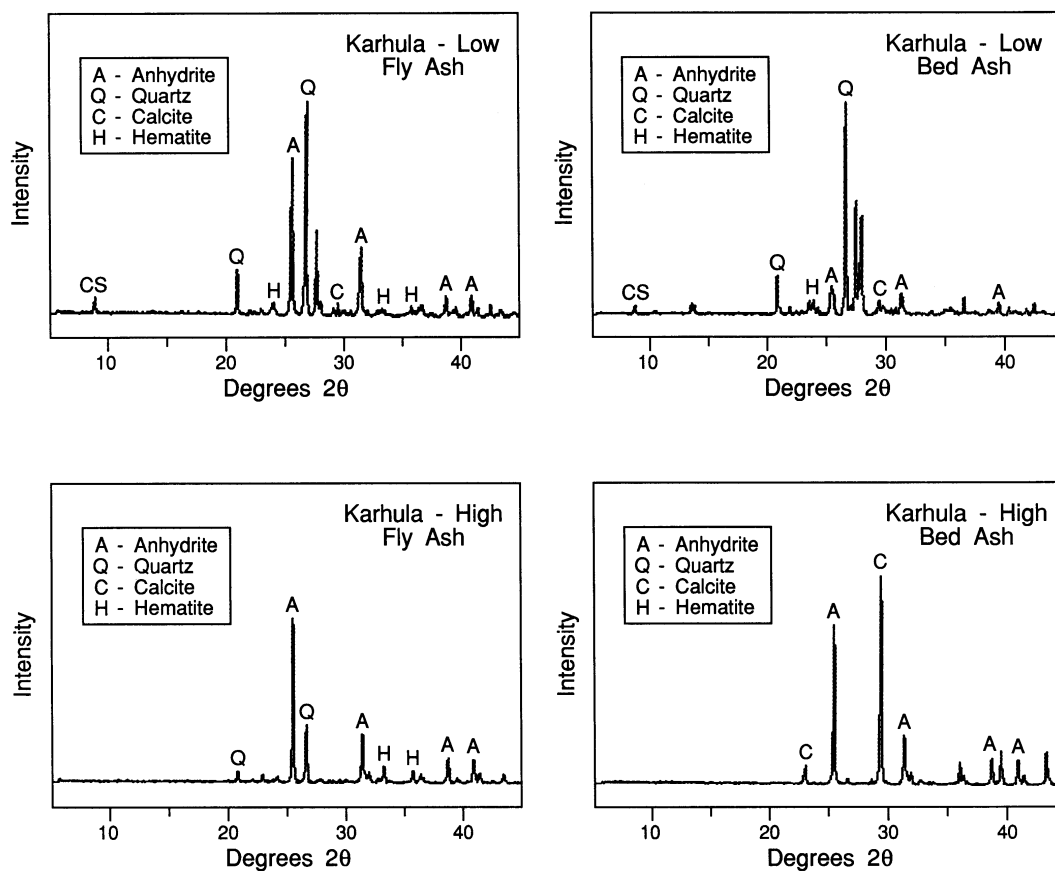 Karhula - Low
Fly Ash
A - Anhydrite
Q - Quartz
C - Calcite
H - Hematite
Intensity
CS
Q
H
A
Q
C
A
H
H
A
A
10
20
30
40
Degrees 2θ
Karhula - Low
Bed Ash
A - Anhydrite
Q - Quartz
C - Calcite
H - Hematite
Intensity
CS
Q
H
A
Q
C
A
A
10
20
30
40
Degrees 2θ
Karhula - High
Fly Ash
A - Anhydrite
Q - Quartz
C - Calcite
H - Hematite
Intensity
Q
A
Q
A
H
H
A
A
10
20
30
40
Degrees 2θ
Karhula - High
Bed Ash
A - Anhydrite
Q - Quartz
C - Calcite
H - Hematite
Intensity
C
A
C
A
A
A
10
20
30
40
Degrees 2θ